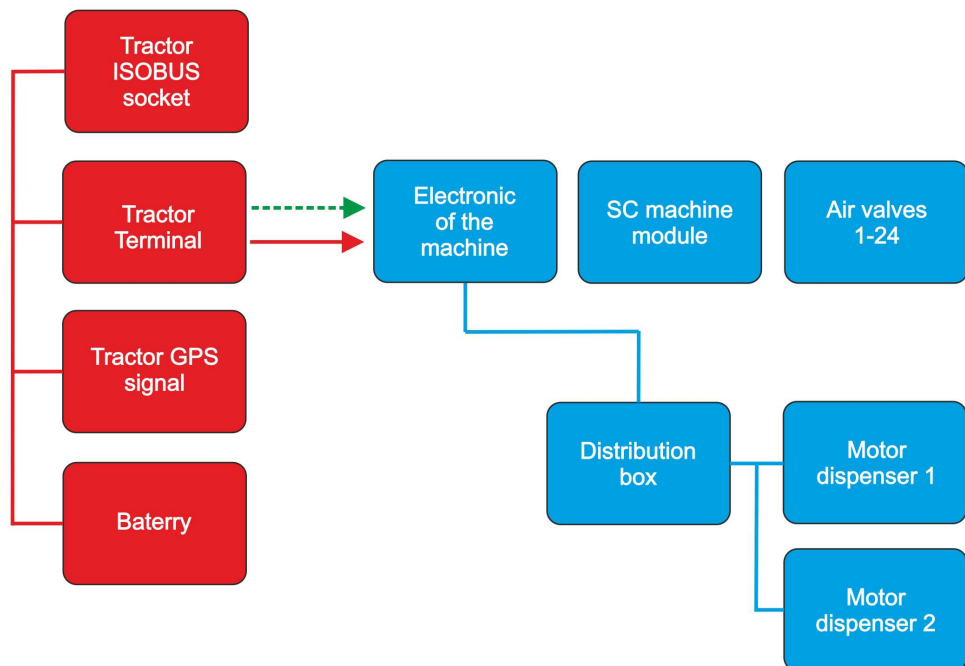 Tractor
ISOBUS
socket
Tractor
Terminal
Tractor GPS
signal
Baterry
Electronic
of the
machine
SC machine
module
Air valves
1-24
Distribution
box
Motor
dispenser 1
Motor
dispenser 2